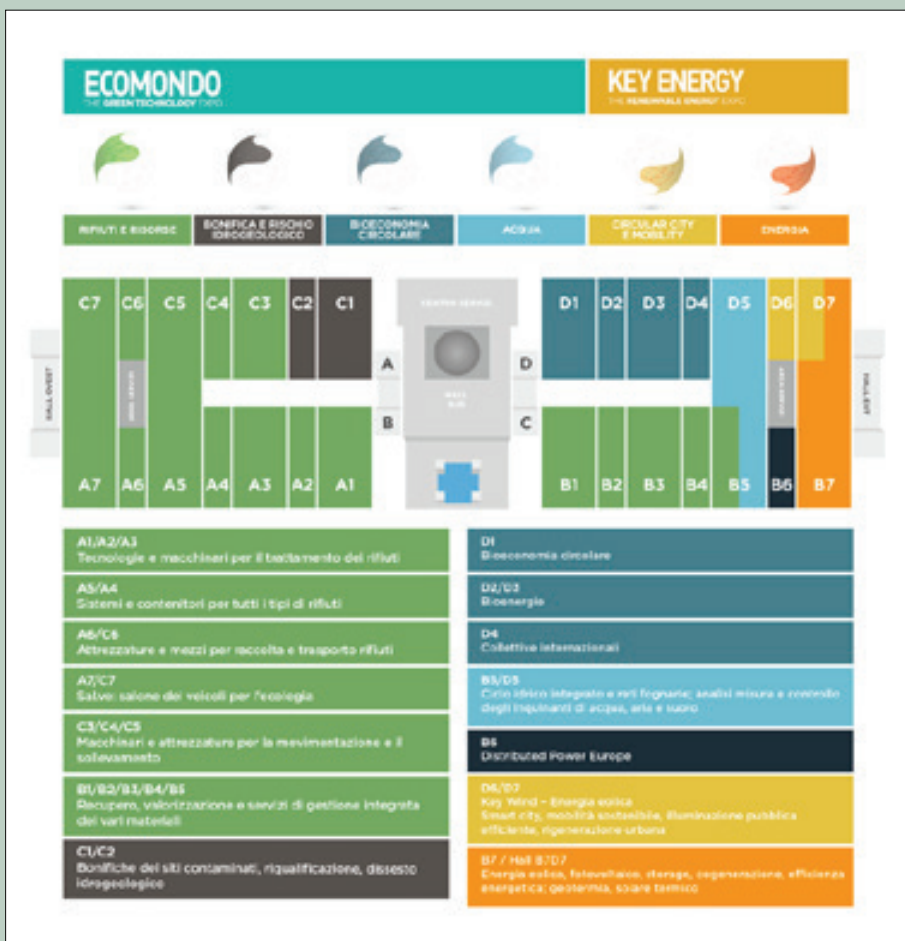 ECOMONDO
THE GREEN TECHNOLOGY EXPO
KEY ENERGY
THE RENEWABLE ENERGY EXPO
RIFIUTI E RISORSE
BONIFICA E RISCHIO
IDROGEOLOGICO
BIOECONOMIA
CIRCOLARE
ACQUA
CIRCULAR CITY
E MOBILITY
ENERGIA
C7 C6 C5 C4 C3 C2 C1
D1 D2 D3 D4 D5 D6 D7
A D
B C
HALL OVEST
HALL EST
A7 A6 A5 A4 A3 A2 A1
B1 B2 B3 B4 B5 B6 B7
A1/A2/A3
Tecnologie e macchinari per il trattamento dei rifiuti
A5/A4
Sistemi e contenitori per tutti i tipi di rifiuti
A6/C6
Attrezzature e mezzi per raccolta e trasporto rifiuti
A7/C7
Salve: salone dei veicoli per l'ecologia
C3/C4/C5
Macchinari e attrezzature per la movimentazione e il
sollevamento
B1/B2/B3/B4/B5
Recupero, valorizzazione e servizi di gestione integrata
dei vari materiali
C1/C2
Bonifiche dei siti contaminati, riqualificazione, dissesto
idrogeologico
D1
Bioeconomia circolare
D2/D3
Bioenergie
D4
Collettive internazionali
B5/D5
Ciclo idrico integrato e reti fognarie; analisi misura e controllo
degli inquinanti di acqua, aria e suolo
B6
Distributed Power Europe
D6/D7
Key Wind – Energia eolica
Smart city, mobilità sostenibile, illuminazione pubblica
efficiente, rigenerazione urbana
B7 / Hall B7D7
Energia eolica, fotovoltaico, storage, cogenerazione, efficienza
energetica; geotermia, solare termico